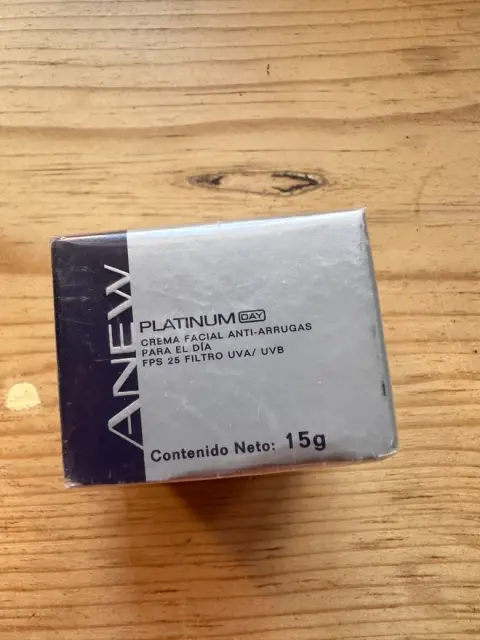 ANEW
PLATINUM DAY
CREMA FACIAL ANTI-ARRUGAS
PARA EL DÍA
FPS 25 FILTRO UVA/ UVB
Contenido Neto: 15g